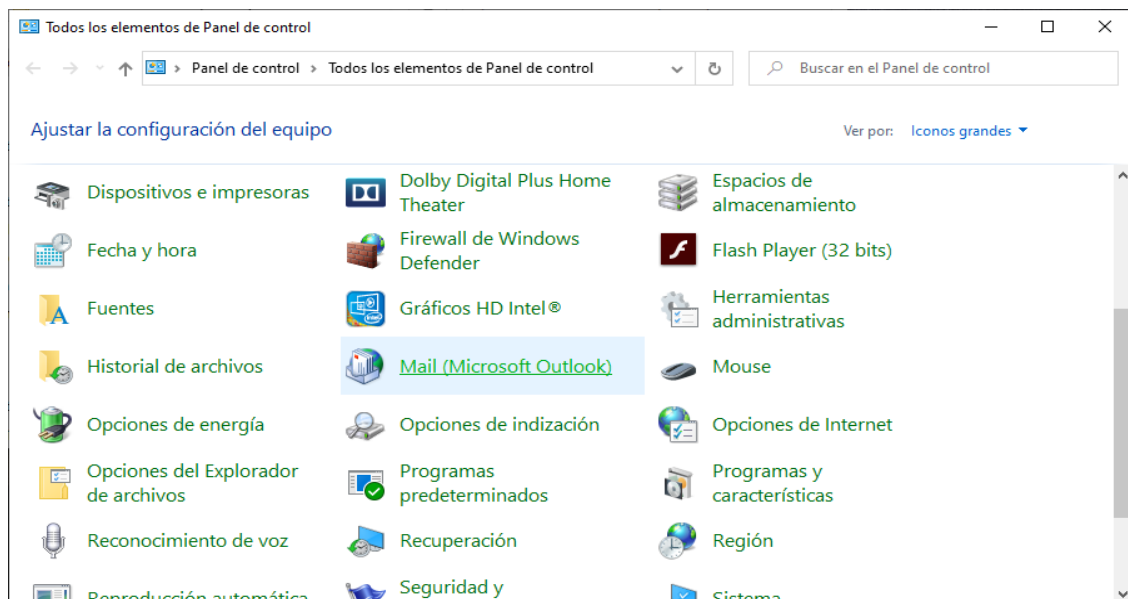 Todos los elementos de Panel de control
Panel de control > Todos los elementos de Panel de control
Buscar en el Panel de control
Ajustar la configuración del equipo
Ver por: Iconos grandes
Dispositivos e impresoras
Dolby Digital Plus Home
Theater
Espacios de
almacenamiento
Fecha y hora
Firewall de Windows
Defender
Flash Player (32 bits)
Fuentes
Gráficos HD Intel®
Herramientas
administrativas
Historial de archivos
Mail (Microsoft Outlook)
Mouse
Opciones de energía
Opciones de indización
Opciones de Internet
Opciones del Explorador
de archivos
Programas
predeterminados
Programas y
características
Reconocimiento de voz
Recuperación
Región
Reproducción automática
Seguridad y
Sistema